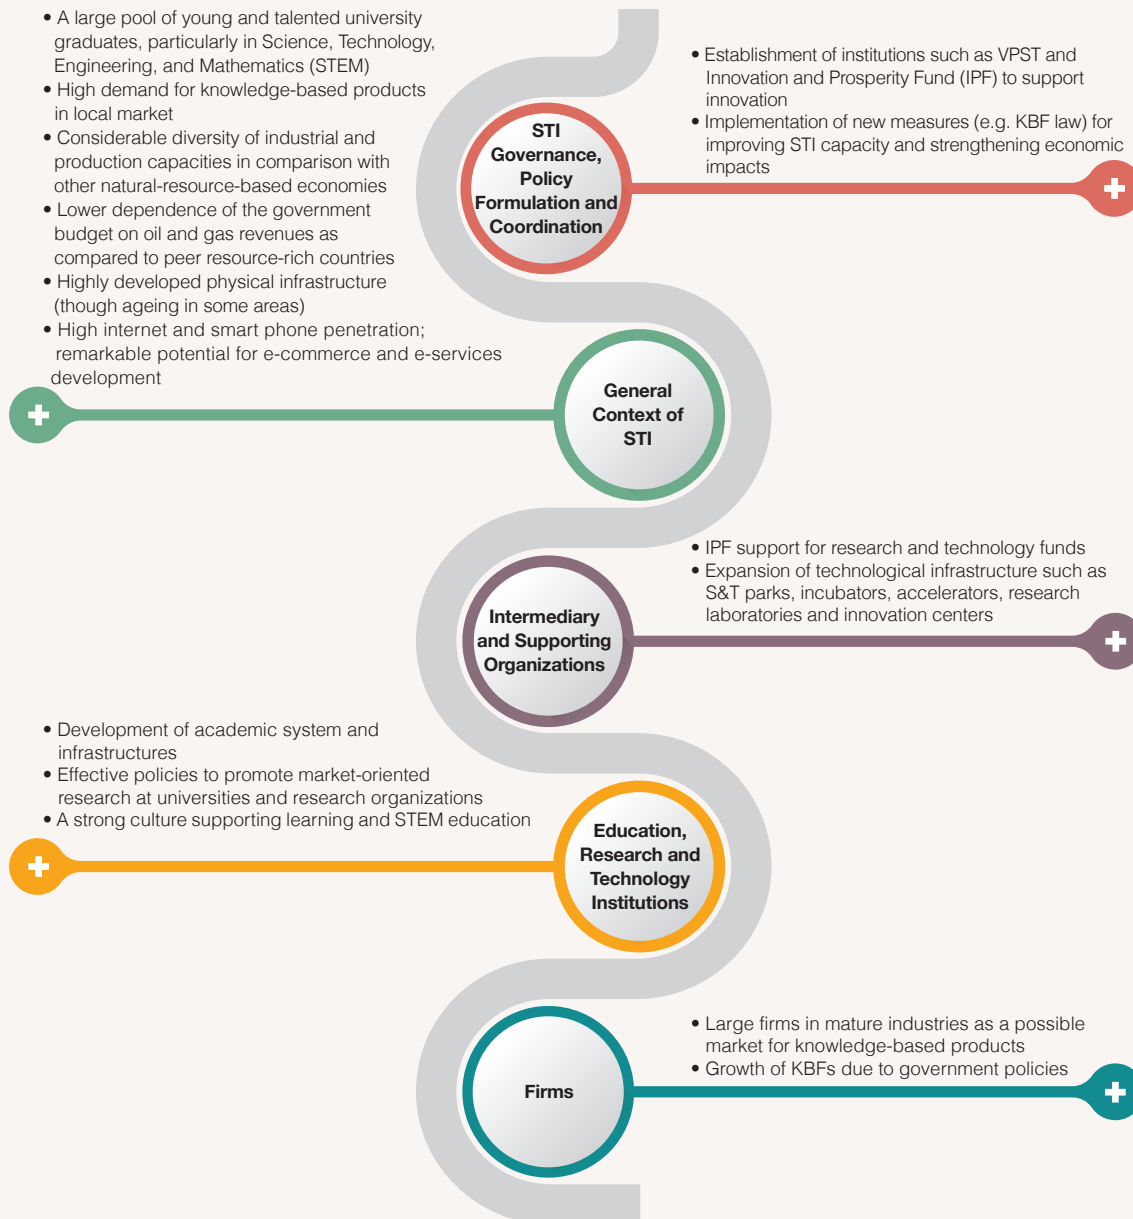 • A large pool of young and talented university
graduates, particularly in Science, Technology,
Engineering, and Mathematics (STEM)
• High demand for knowledge-based products
in local market
• Considerable diversity of industrial and
production capacities in comparison with
other natural-resource-based economies
• Lower dependence of the government
budget on oil and gas revenues as
compared to peer resource-rich countries
• Highly developed physical infrastructure
(though ageing in some areas)
• High internet and smart phone penetration;
remarkable potential for e-commerce and e-services
development
STI
Governance,
Policy
Formulation and
Coordination
• Establishment of institutions such as VPST and
Innovation and Prosperity Fund (IPF) to support
innovation
• Implementation of new measures (e.g. KBF law) for
improving STI capacity and strengthening economic
impacts
General
Context of
STI
Intermediary
and Supporting
Organizations
• IPF support for research and technology funds
• Expansion of technological infrastructure such as
S&T parks, incubators, accelerators, research
laboratories and innovation centers
• Development of academic system and
infrastructures
• Effective policies to promote market-oriented
research at universities and research organizations
• A strong culture supporting learning and STEM education
Education,
Research and
Technology
Institutions
Firms
• Large firms in mature industries as a possible
market for knowledge-based products
• Growth of KBFs due to government policies